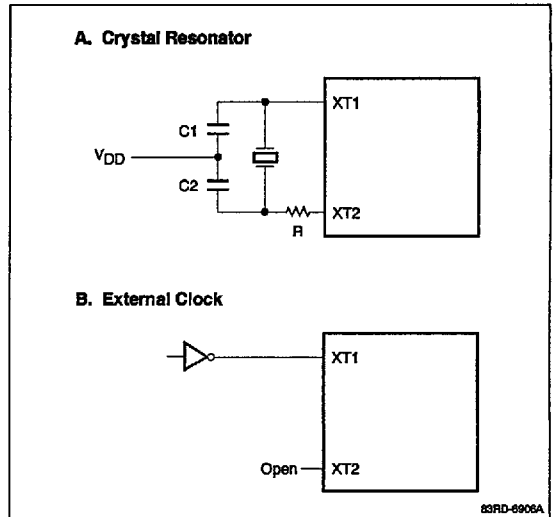 A. Crystal Resonator
XT1
C1
VDD
C2
XT2
R
B. External Clock
XT1
Open
XT2
83RD-6906A